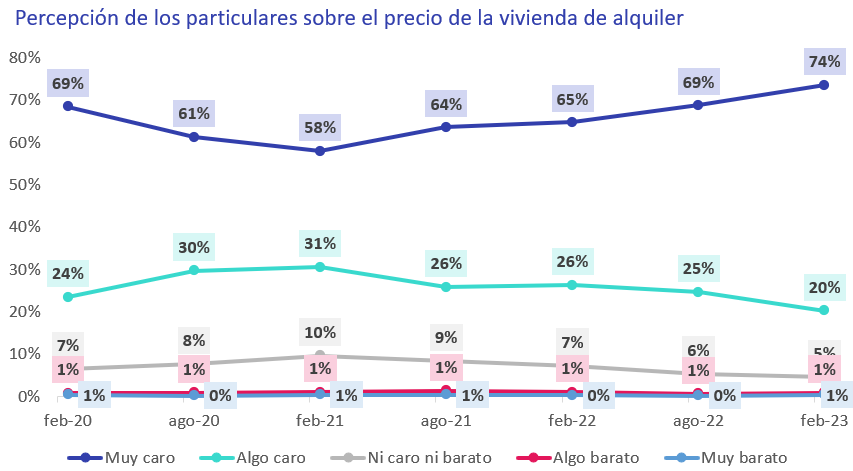 Percepción de los particulares sobre el precio de la vivienda de alquiler
80%
70%
60%
50%
40%
30%
20%
10%
0%
69% 61% 58% 64% 65% 69% 74%
24% 30% 31% 26% 26% 25% 20%
7% 8% 10% 9% 7% 6% 5%
1% 1% 1% 1% 1% 1% 1%
1% 0% 1% 1% 0% 0% 1%
feb-20 ago-20 feb-21 ago-21 feb-22 ago-22 feb-23
Muy caro Algo caro Ni caro ni barato Algo barato Muy barato